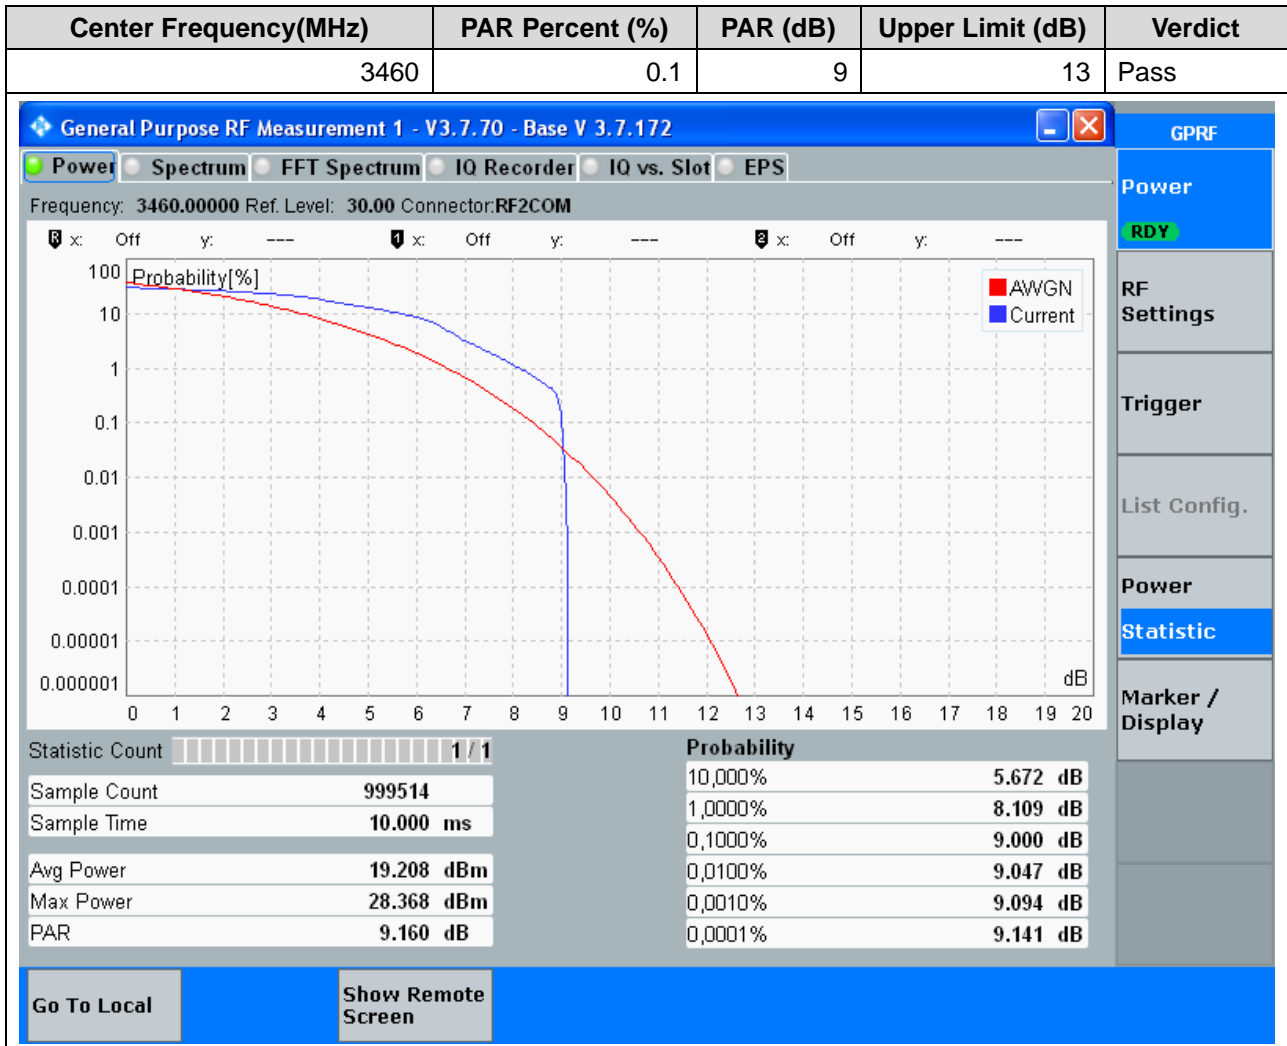 Center Frequency(MHz) PAR Percent (%) PAR (dB) Upper Limit (dB) Verdict
3460 0.1 9 13 Pass
General Purpose RF Measurement 1 - V3.7.70 - Base V 3.7.172
GPRF
Power Spectrum FFT Spectrum IQ Recorder IQ vs. Slot EPS
Frequency: 3460.00000 Ref. Level: 30.00 Connector:RF2COM
R x: Off y: --- 1 x: Off y: --- 2 x: Off y: ---
Probability[%]
100
10
1
0.1
0.01
0.001
0.0001
0.00001
0.000001
AWGN
Current
dB
0 1 2 3 4 5 6 7 8 9 10 11 12 13 14 15 16 17 18 19 20
Statistic Count 1 / 1
Sample Count 999514
Sample Time 10.000 ms
Avg Power 19.208 dBm
Max Power 28.368 dBm
PAR 9.160 dB
Probability
10,000% 5.672 dB
1,0000% 8.109 dB
0,1000% 9.000 dB
0,0100% 9.047 dB
0,0010% 9.094 dB
0,0001% 9.141 dB
Power
RDY
RF
Settings
Trigger
List Config.
Power
Statistic
Marker /
Display
Go To Local
Show Remote
Screen